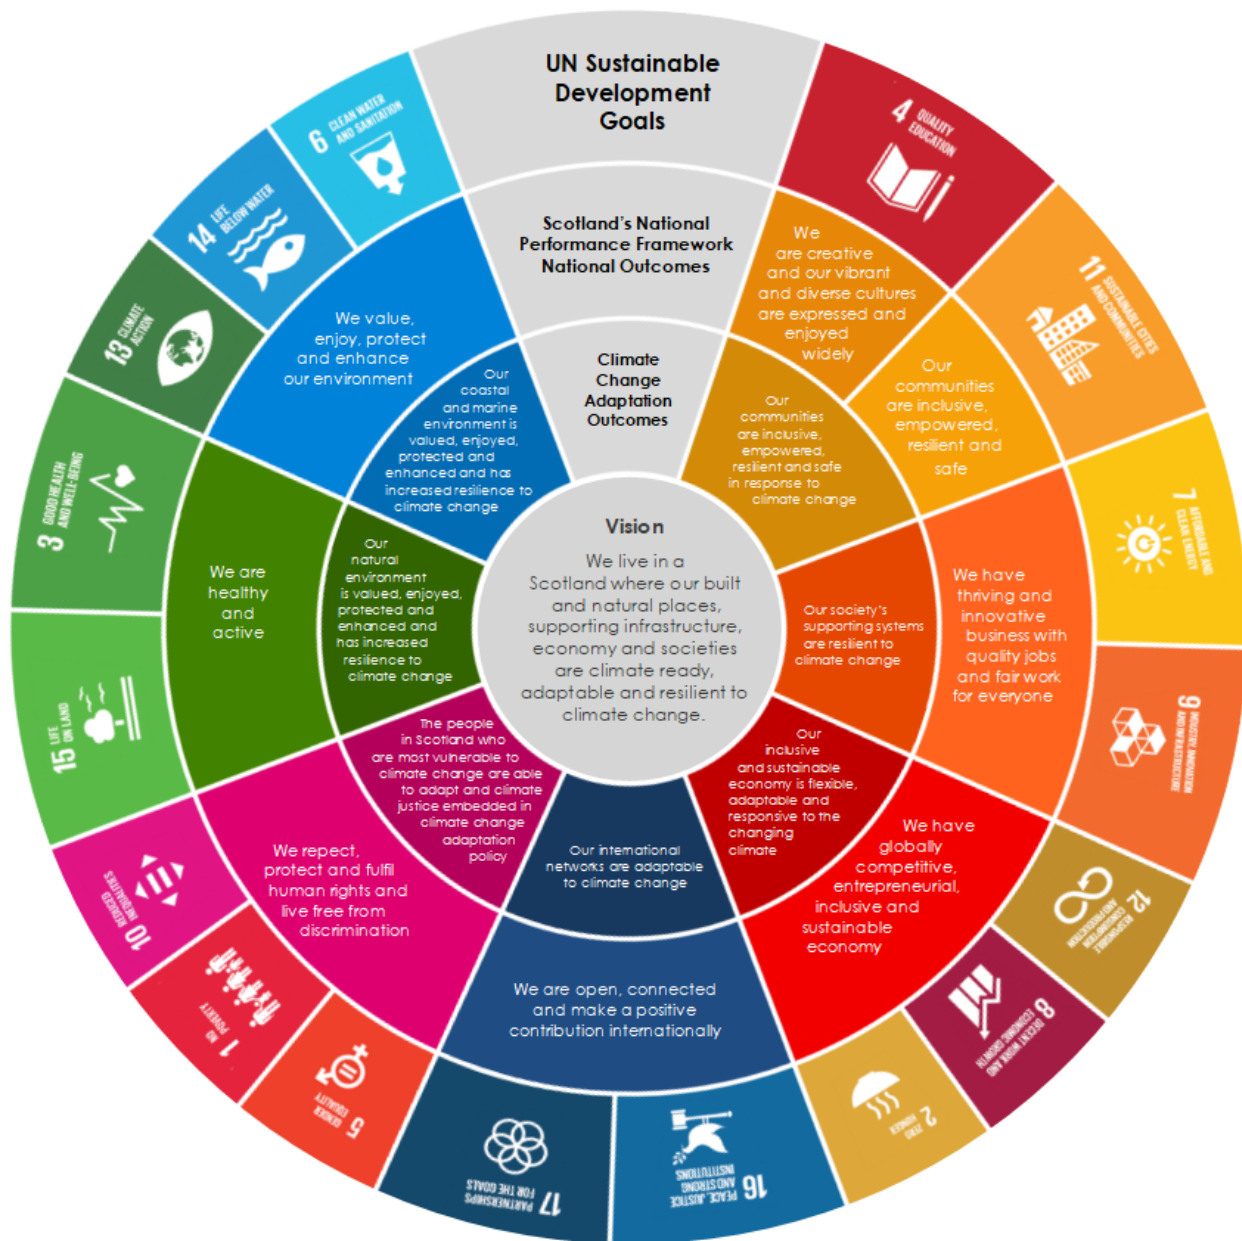 UN Sustainable
Development
Goals
Scotland's National
Performance Framework
National Outcomes
Climate
Change
Adaptation
Outcomes
Vision
We live in a
Scotland where our built
and natural places,
supporting infrastructure,
economy and societies
are climate ready,
adaptable and resilient to
climate change.
4 QUALITY
EDUCATION
11 SUSTAINABLE CITIES
AND COMMUNITIES
7 AFFORDABLE AND
CLEAN ENERGY
9 INDUSTRY, INNOVATION
AND INFRASTRUCTURE
12 RESPONSIBLE
CONSUMPTION
AND PRODUCTION
8 DECENT WORK AND
ECONOMIC GROWTH
2 ZERO
HUNGER
16 PEACE, JUSTICE
AND STRONG
INSTITUTIONS
17 PARTNERSHIPS
FOR THE GOALS
5 GENDER
EQUALITY
1 NO
POVERTY
10 REDUCED
INEQUALITIES
15 LIFE
ON LAND
3 GOOD HEALTH
AND WELL-BEING
13 CLIMATE
ACTION
14 LIFE
BELOW WATER
6 CLEAN WATER
AND SANITATION
We
are creative
and our vibrant
and diverse cultures
are expressed and
enjoyed
widely
Our
communities
are inclusive,
empowered,
resilient and
safe
We have
thriving and
innovative
business with
quality jobs
and fair work
for everyone
We have
globally
competitive,
entrepreneurial,
inclusive and
sustainable
economy
We are open, connected
and make a positive
contribution internationally
We repect,
protect and fulfil
human rights and
live free from
discrimination
We are
healthy
and
active
We value,
enjoy, protect
and enhance
our environment
Our
communities
are inclusive,
empowered,
resilient and safe
in response to
climate change
Our society's
supporting systems
are resilient to
climate change
Our
inclusive
and sustainable
economy is flexible,
adaptable and
responsive to the
changing
climate
Our international
networks are adaptable
to climate change
The people
in Scotland who
are most vulnerable to
climate change are able
to adapt and climate
justice embedded in
climate change
adaptation
policy
Our
natural
environment
is valued, enjoyed,
protected and
enhanced and
has increased
resilience to
climate change
Our
coastal
and marine
environment is
valued, enjoyed,
protected and
enhanced and has
increased resilience to
climate change